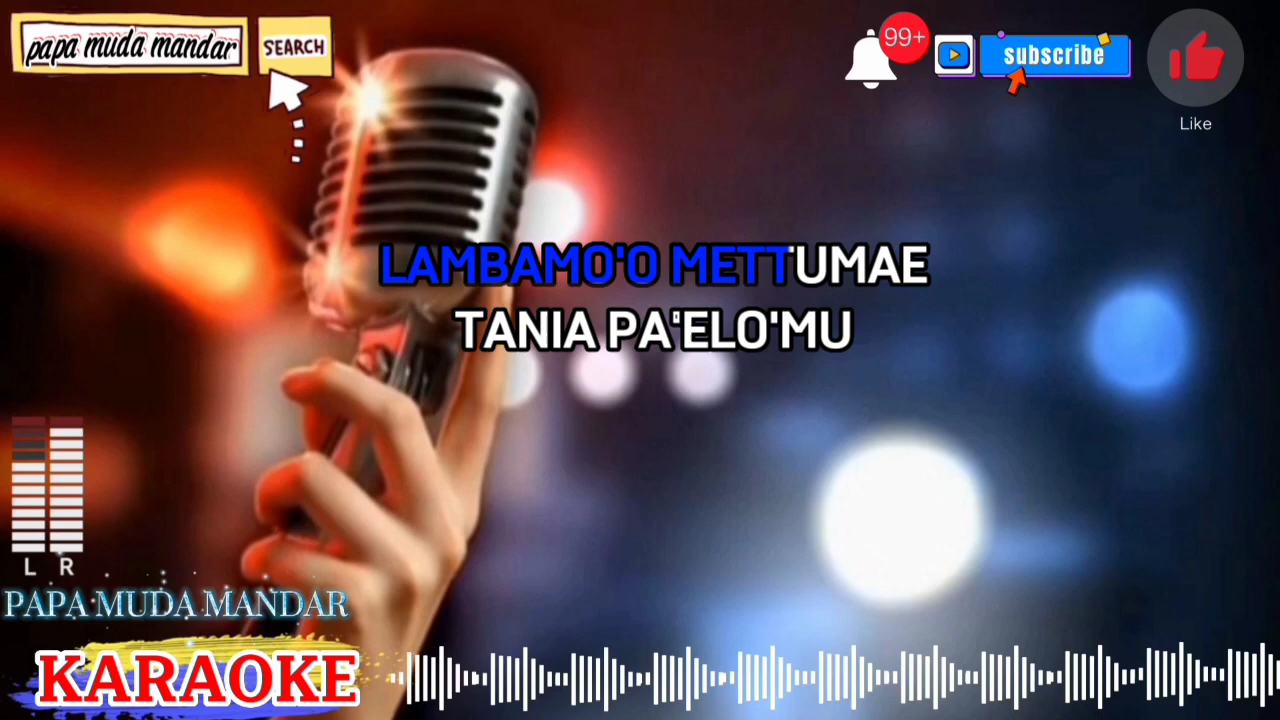 papa muda mandar
SEARCH
99+
subscribe
Like
LAMBAMO'O METTUMAE
TANIA PA'ELO'MU
L R
PAPA MUDA MANDAR
KARAOKE